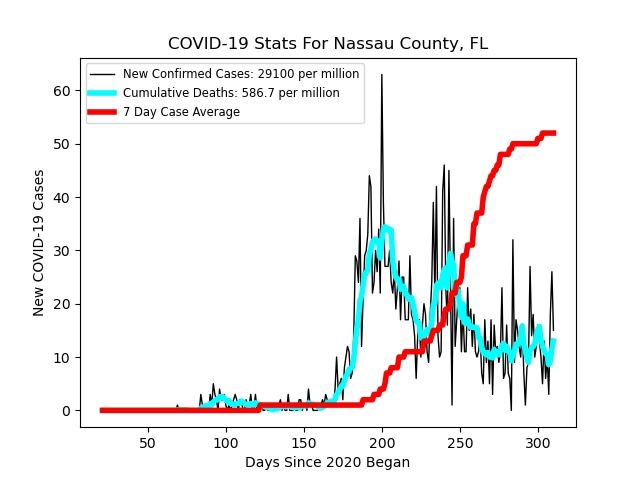 COVID-19 Stats For Nassau County, FL
New Confirmed Cases: 29100 per million
Cumulative Deaths: 586.7 per million
7 Day Case Average
New COVID-19 Cases
60
50
40
30
20
10
0
50 100 150 200 250 300
Days Since 2020 Began